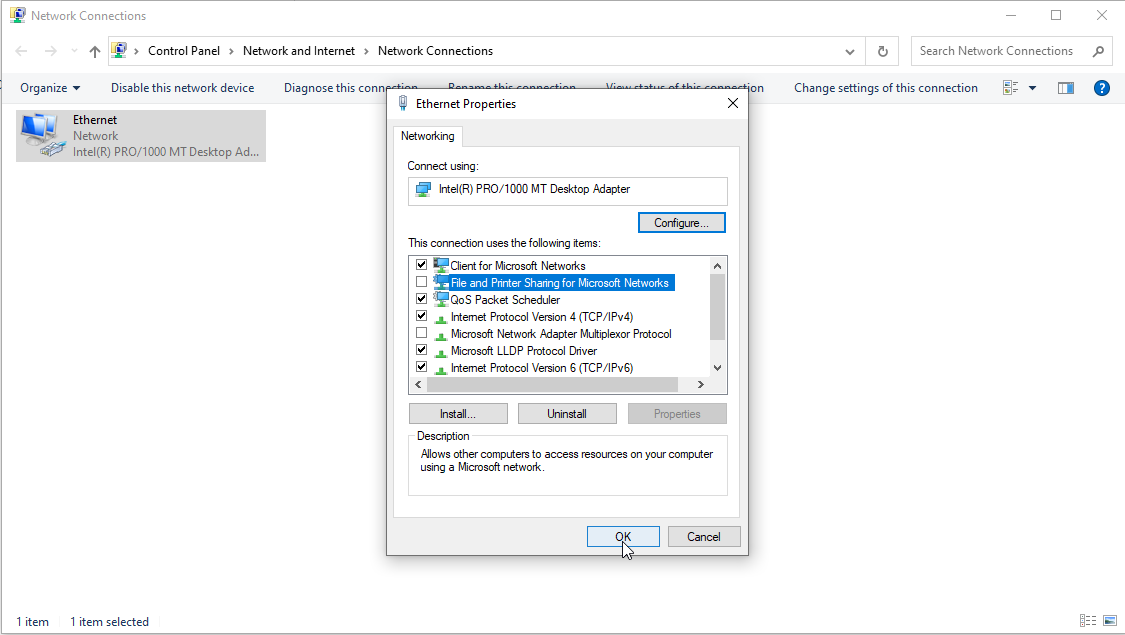 Network Connections
Control Panel > Network and Internet > Network Connections
Search Network Connections
Organize
Disable this network device
Diagnose this connection
Rename this connection
View status of this connection
Change settings of this connection
?
Ethernet
Network
Intel(R) PRO/1000 MT Desktop Ad...
Ethernet Properties
Networking
Connect using:
Intel(R) PRO/1000 MT Desktop Adapter
Configure...
This connection uses the following items:
Client for Microsoft Networks
File and Printer Sharing for Microsoft Networks
QoS Packet Scheduler
Internet Protocol Version 4 (TCP/IPv4)
Microsoft Network Adapter Multiplexor Protocol
Microsoft LLDP Protocol Driver
Internet Protocol Version 6 (TCP/IPv6)
Install...
Uninstall
Properties
Description
Allows other computers to access resources on your computer
using a Microsoft network.
OK
Cancel
1 item
1 item selected